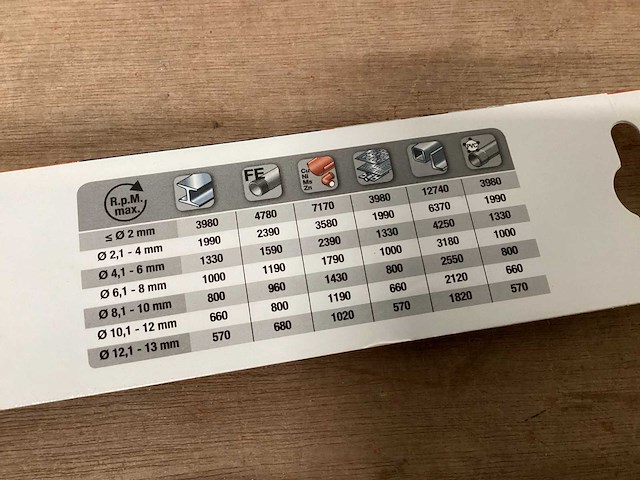 R.p.M. max. FE Cu Ni Ms Zn PVC
≤ Ø 2 mm 3980 4780 7170 3980 12740 3980
Ø 2,1 - 4 mm 1990 2390 3580 1990 6370 1990
Ø 4,1 - 6 mm 1330 1590 2390 1330 4250 1330
Ø 6,1 - 8 mm 1000 1190 1790 1000 3180 1000
Ø 8,1 - 10 mm 800 960 1430 800 2550 800
Ø 10,1 - 12 mm 660 800 1190 660 2120 660
Ø 12,1 - 13 mm 570 680 1020 570 1820 570